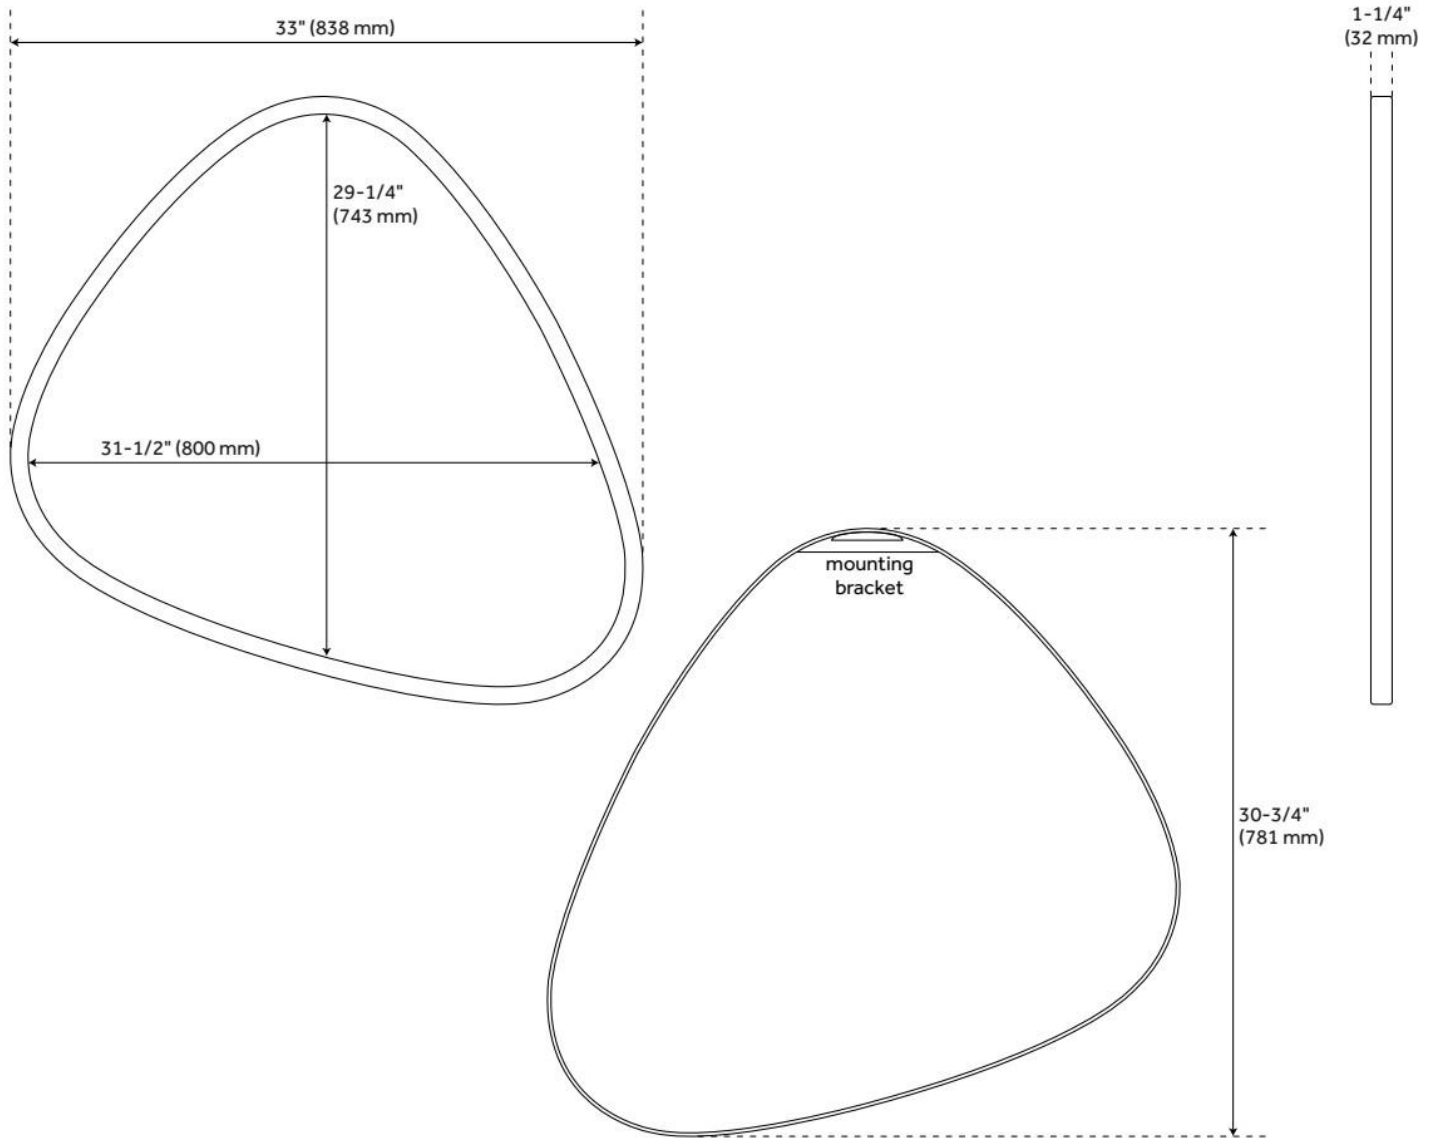 33" (838 mm)
1-1/4"
(32 mm)
29-1/4"
(743 mm)
31-1/2" (800 mm)
mounting
bracket
30-3/4"
(781 mm)